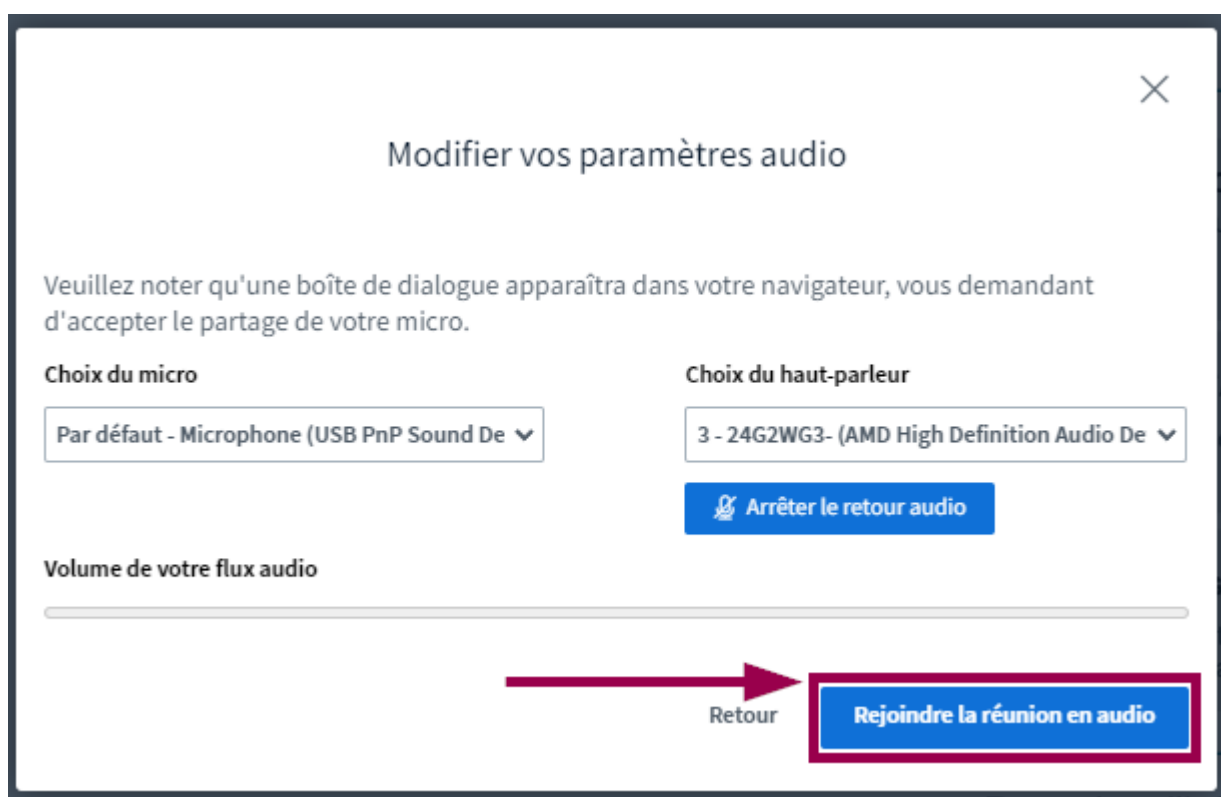 Modifier vos paramètres audio
Veuillez noter qu'une boîte de dialogue apparaîtra dans votre navigateur, vous demandant
d'accepter le partage de votre micro.
Choix du micro
Choix du haut-parleur
Par défaut - Microphone (USB PnP Sound De
3 - 24G2WG3- (AMD High Definition Audio De
Arrêter le retour audio
Volume de votre flux audio
Retour
Rejoindre la réunion en audio